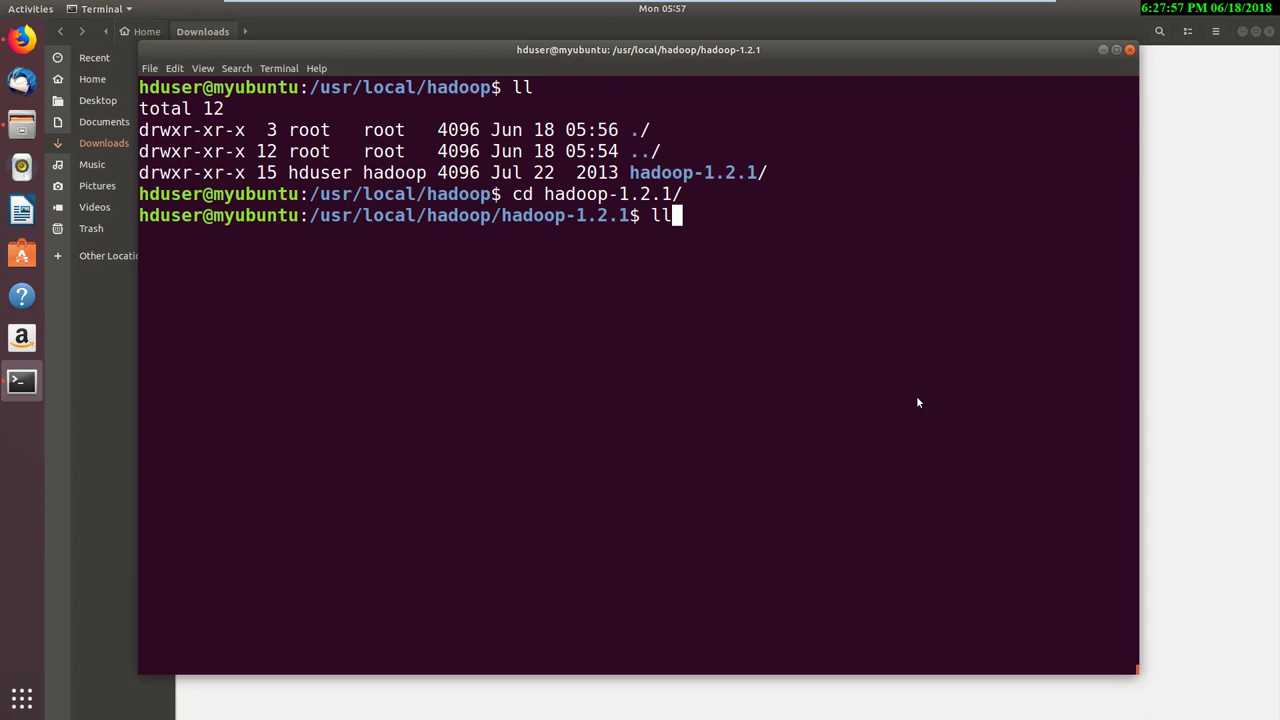 Activities Terminal Mon 05:57 6:27:57 PM 06/18/2018
Home Downloads
hduser@myubuntu: /usr/local/hadoop/hadoop-1.2.1
File Edit View Search Terminal Help
Recent
Home
Desktop
Documents
Downloads
Music
Pictures
Videos
Trash
Other Locatio
hduser@myubuntu:/usr/local/hadoop$ ll
total 12
drwxr-xr-x  3 root   root   4096 Jun 18 05:56 ./
drwxr-xr-x 12 root   root   4096 Jun 18 05:54 ../
drwxr-xr-x 15 hduser hadoop 4096 Jul 22  2013 hadoop-1.2.1/
hduser@myubuntu:/usr/local/hadoop$ cd hadoop-1.2.1/
hduser@myubuntu:/usr/local/hadoop/hadoop-1.2.1$ ll